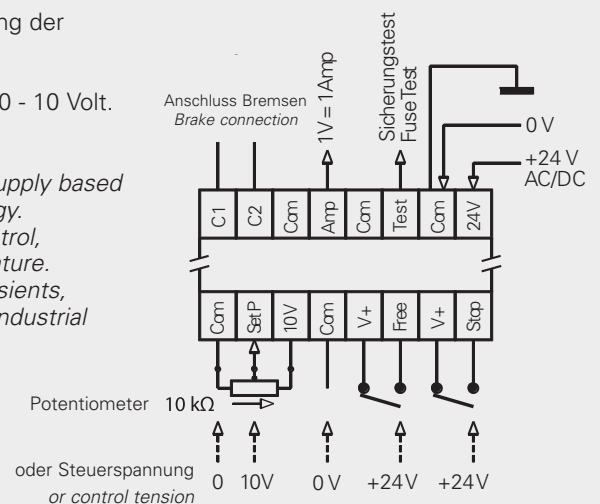 ng der
0 - 10 Volt.
upply based
gy.
trol,
ature.
sients,
ndustrial
Anschluss Bremsen
Brake connection
1V = 1Amp
Sicherungstest
Fuse Test
0 V
+24 V
AC/DC
C1 C2 Com Amp Com Test Com 24V
Com Set P 10V Com V+ Free V+ Stop
Potentiometer 10 kΩ
oder Steuerspannung
or control tension
0 10V 0 V +24V +24V